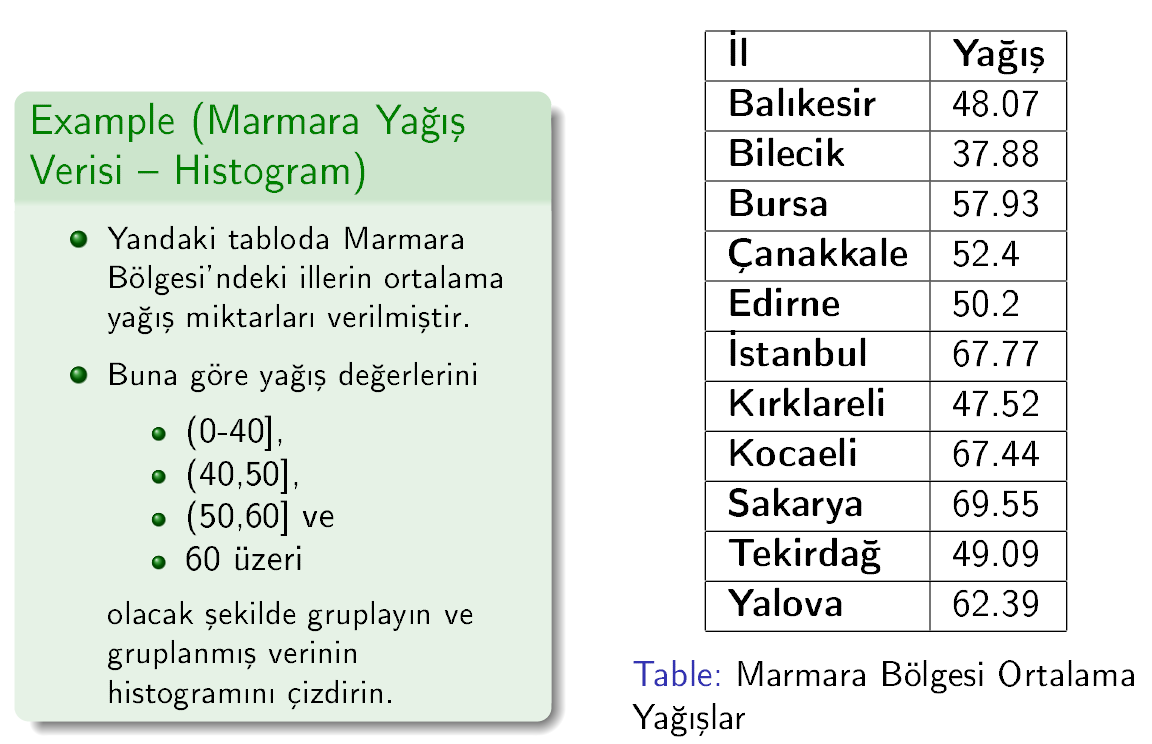 Example (Marmara Yağış
Verisi – Histogram)
Yandaki tabloda Marmara
Bölgesi'ndeki illerin ortalama
yağış miktarları verilmiştir.
Buna göre yağış değerlerini
(0-40],
(40,50],
(50,60] ve
60 üzeri
olacak şekilde gruplayın ve
gruplanmış verinin
histogramını çizdirin.
İl Yağış
Balıkesir 48.07
Bilecik 37.88
Bursa 57.93
Çanakkale 52.4
Edirne 50.2
İstanbul 67.77
Kırklareli 47.52
Kocaeli 67.44
Sakarya 69.55
Tekirdağ 49.09
Yalova 62.39
Table: Marmara Bölgesi Ortalama
Yağışlar